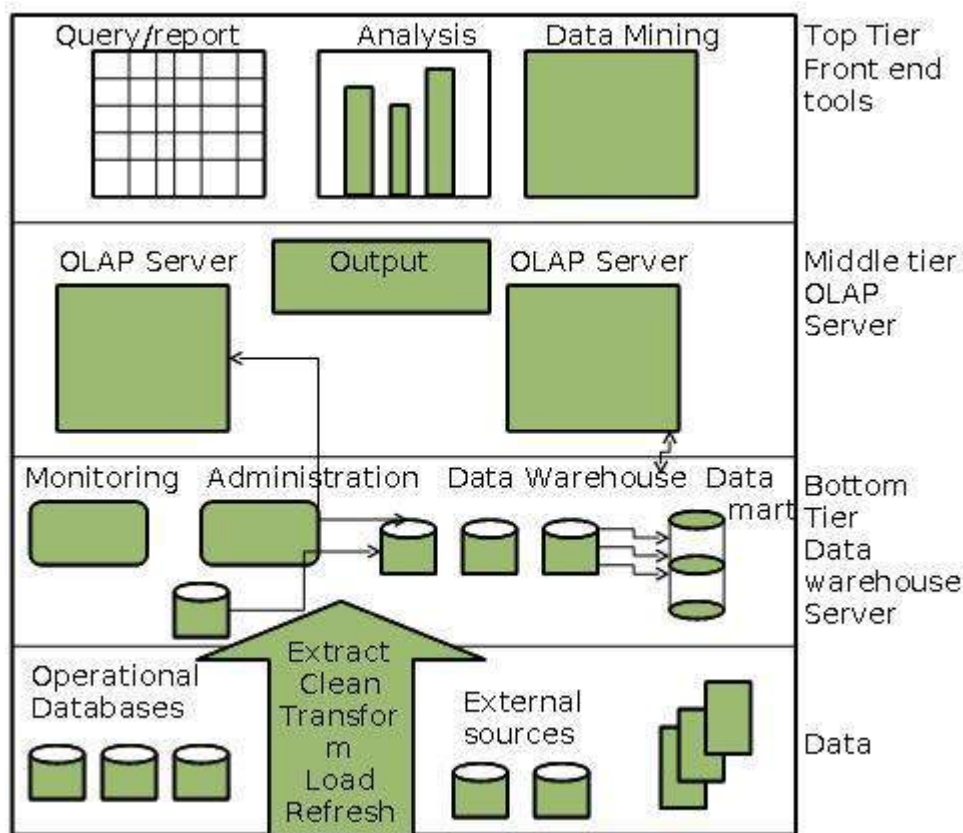 Query/report
Analysis
Data Mining
Top Tier
Front end
tools
OLAP Server
Output
OLAP Server
Middle tier
OLAP
Server
Monitoring
Administration
Data Warehouse
Data
mart
Bottom
Tier
Data
warehouse
Server
Operational
Databases
Extract
Clean
Transfor
m
Load
Refresh
External
sources
Data